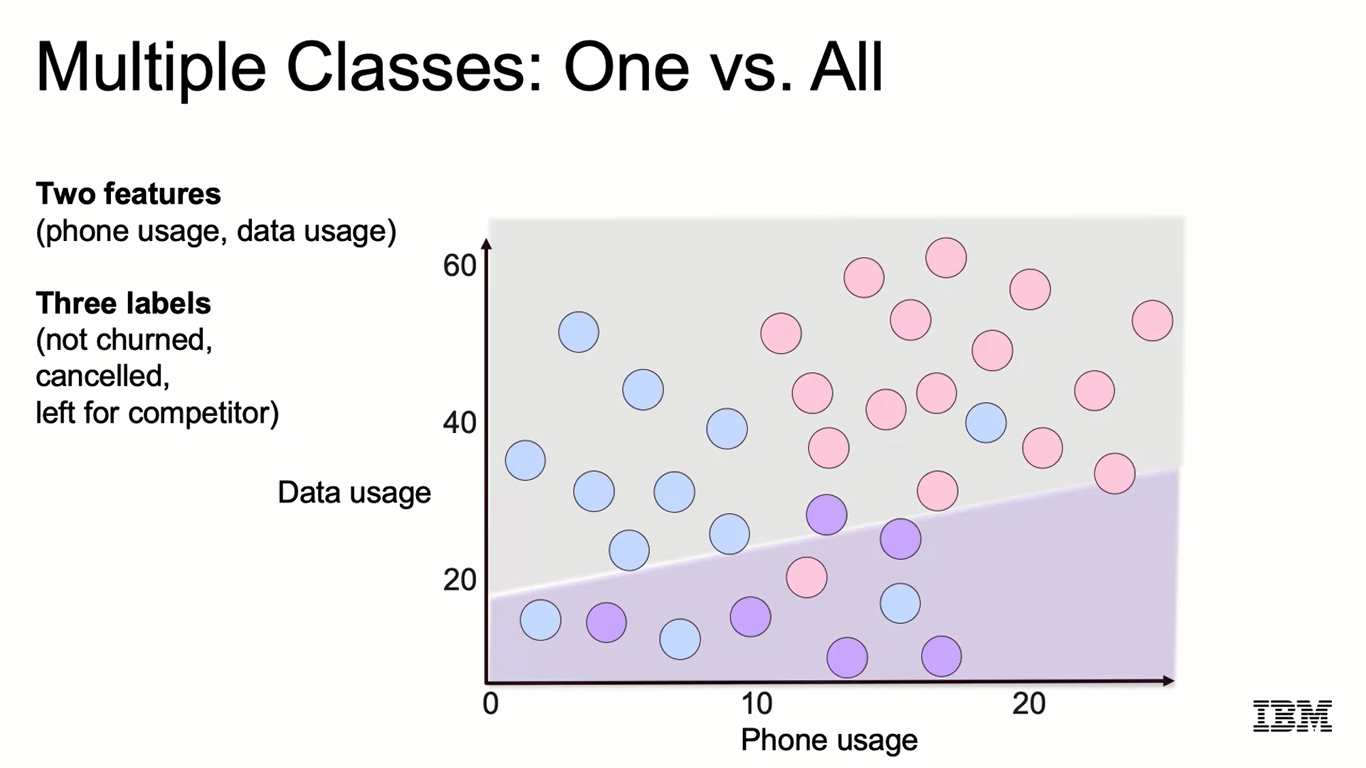 Multiple Classes: One vs. All
Two features
(phone usage, data usage)
Three labels
(not churned,
cancelled,
left for competitor)
60
40
Data usage
20
0
10
20
Phone usage
IBM